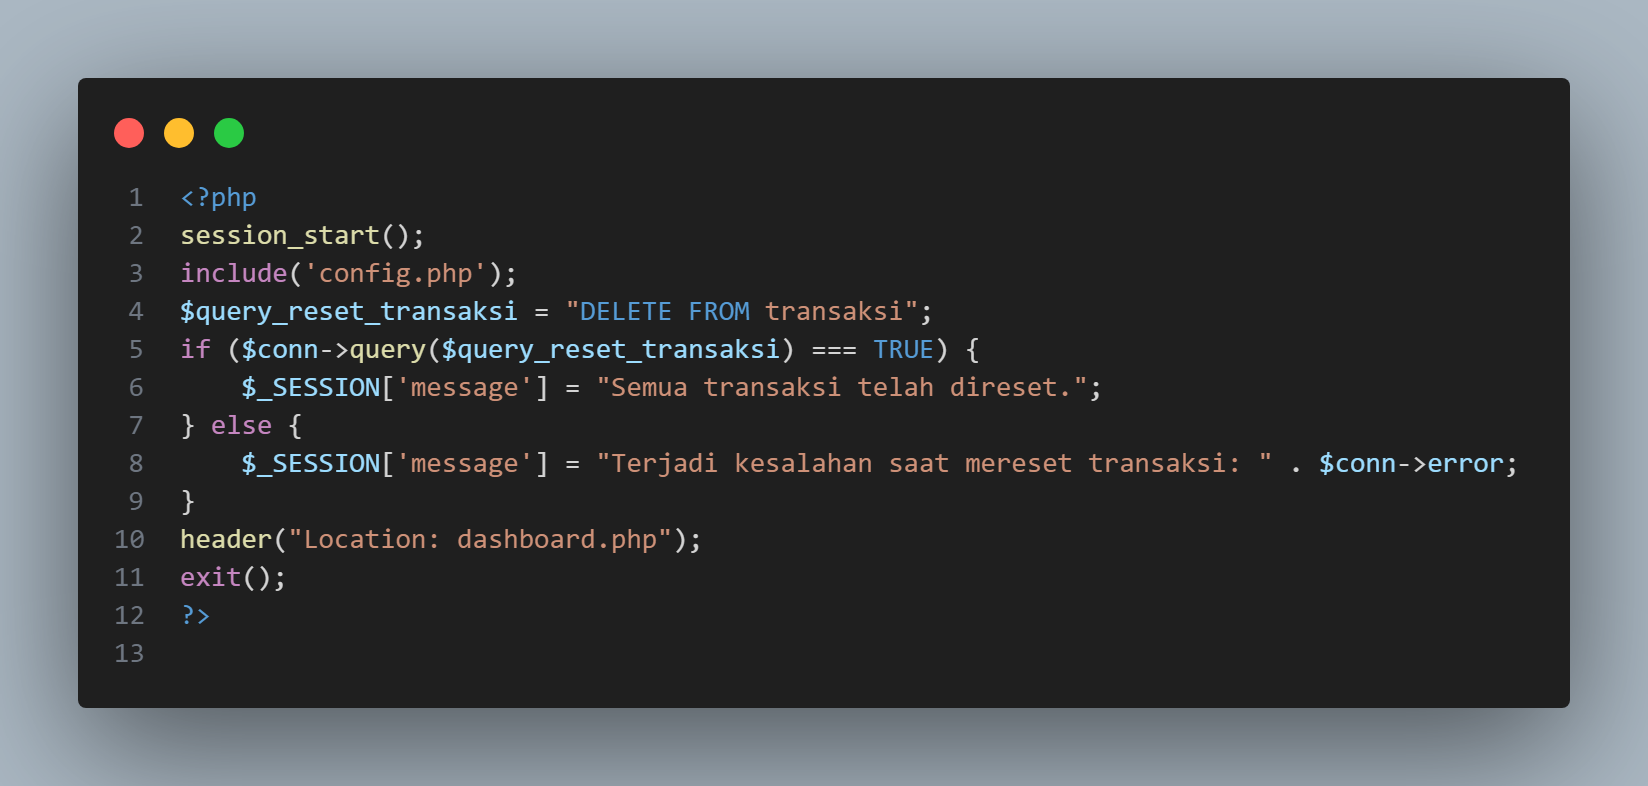 1 <?php
2 session_start();
3 include('config.php');
4 $query_reset_transaksi = "DELETE FROM transaksi";
5 if ($conn->query($query_reset_transaksi) === TRUE) {
6     $_SESSION['message'] = "Semua transaksi telah direset.";
7 } else {
8     $_SESSION['message'] = "Terjadi kesalahan saat mereset transaksi: " . $conn->error;
9 }
10 header("Location: dashboard.php");
11 exit();
12 ?>
13